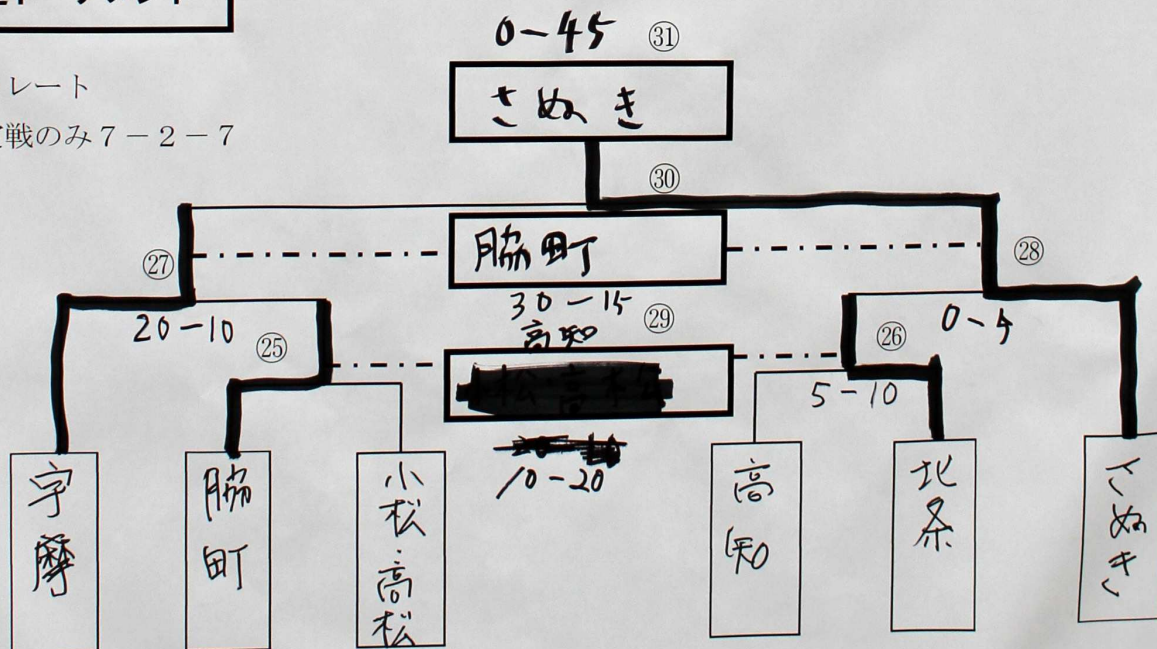 レート
戦のみ7-2-7
0-45 ㉛
さぬき
㉚
脇町
㉗
㉘
30-15
㉙
高知
20-10
㉕
㉖
0-5
5-10
10-20
宇摩
脇町
小松・高松
高知
北条
さぬき